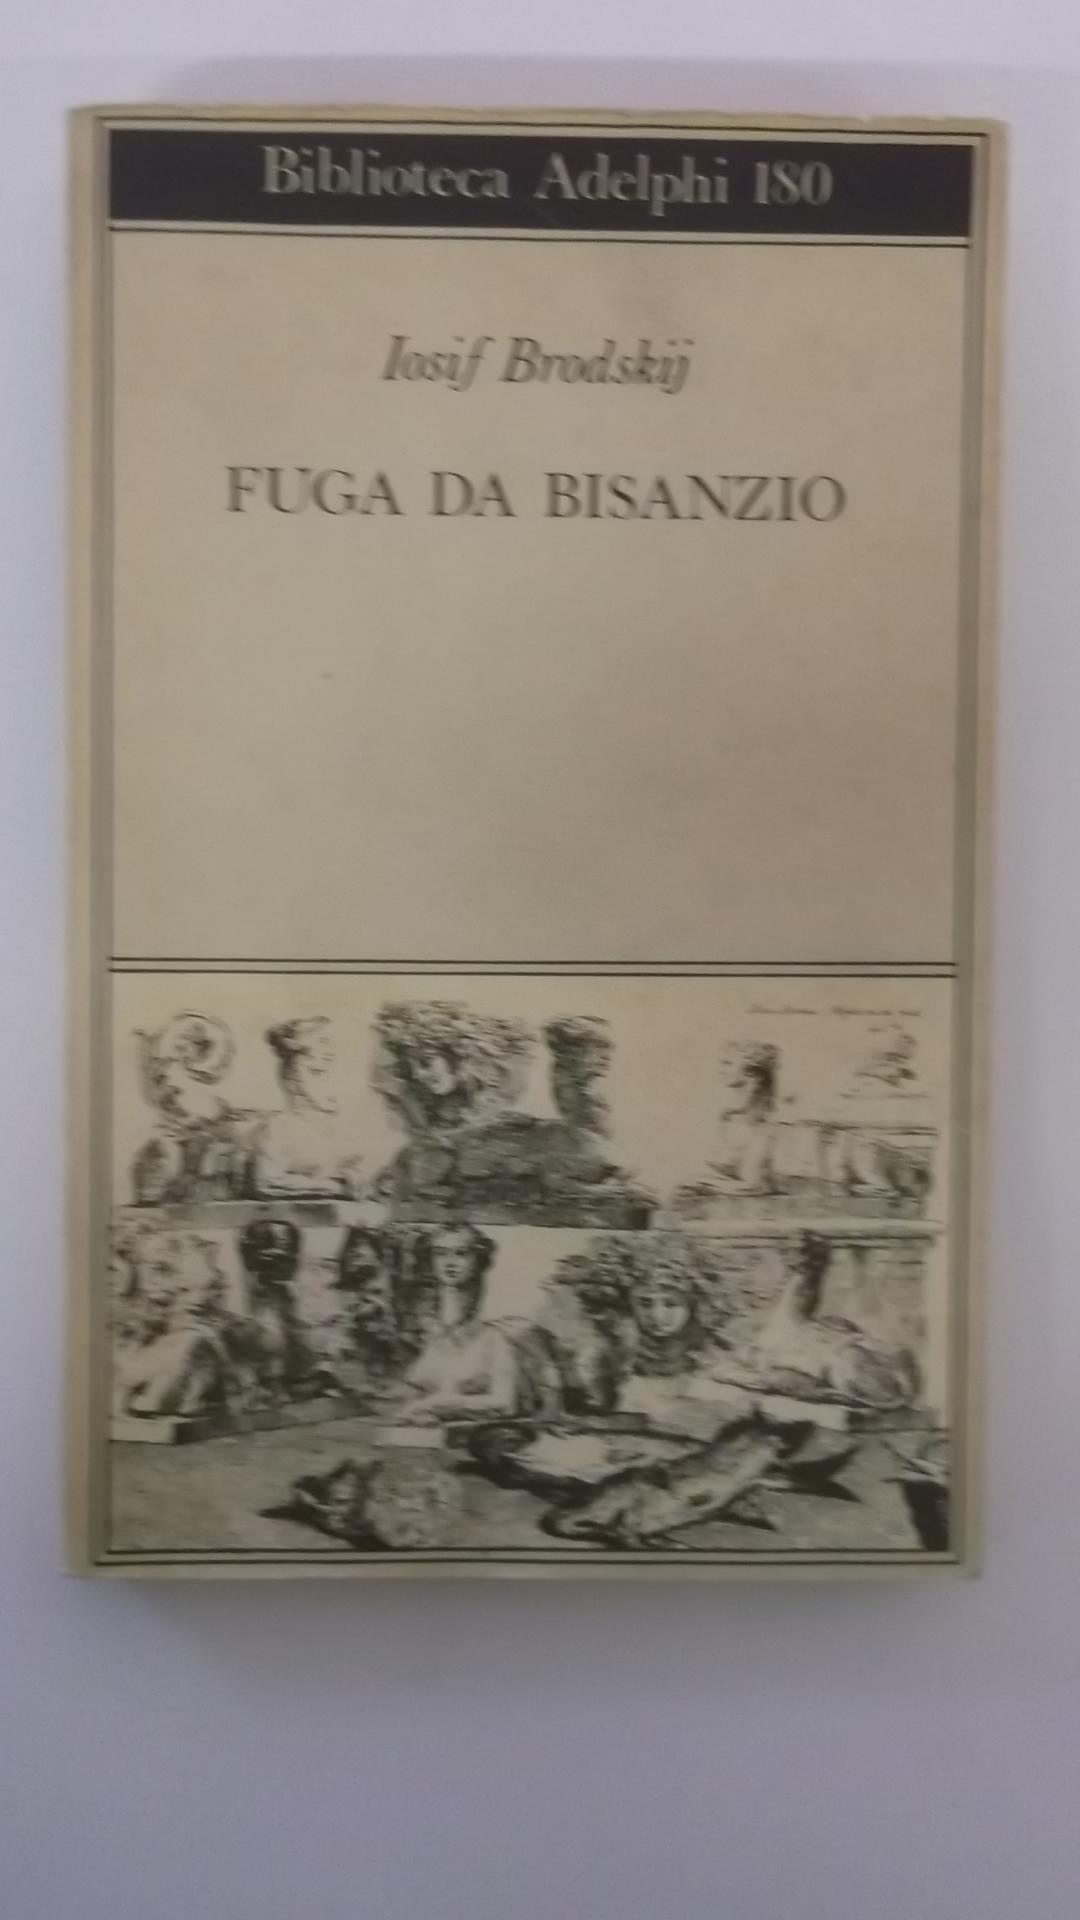 Biblioteca Adelphi 180
Iosif Brodskij
FUGA DA BISANZIO